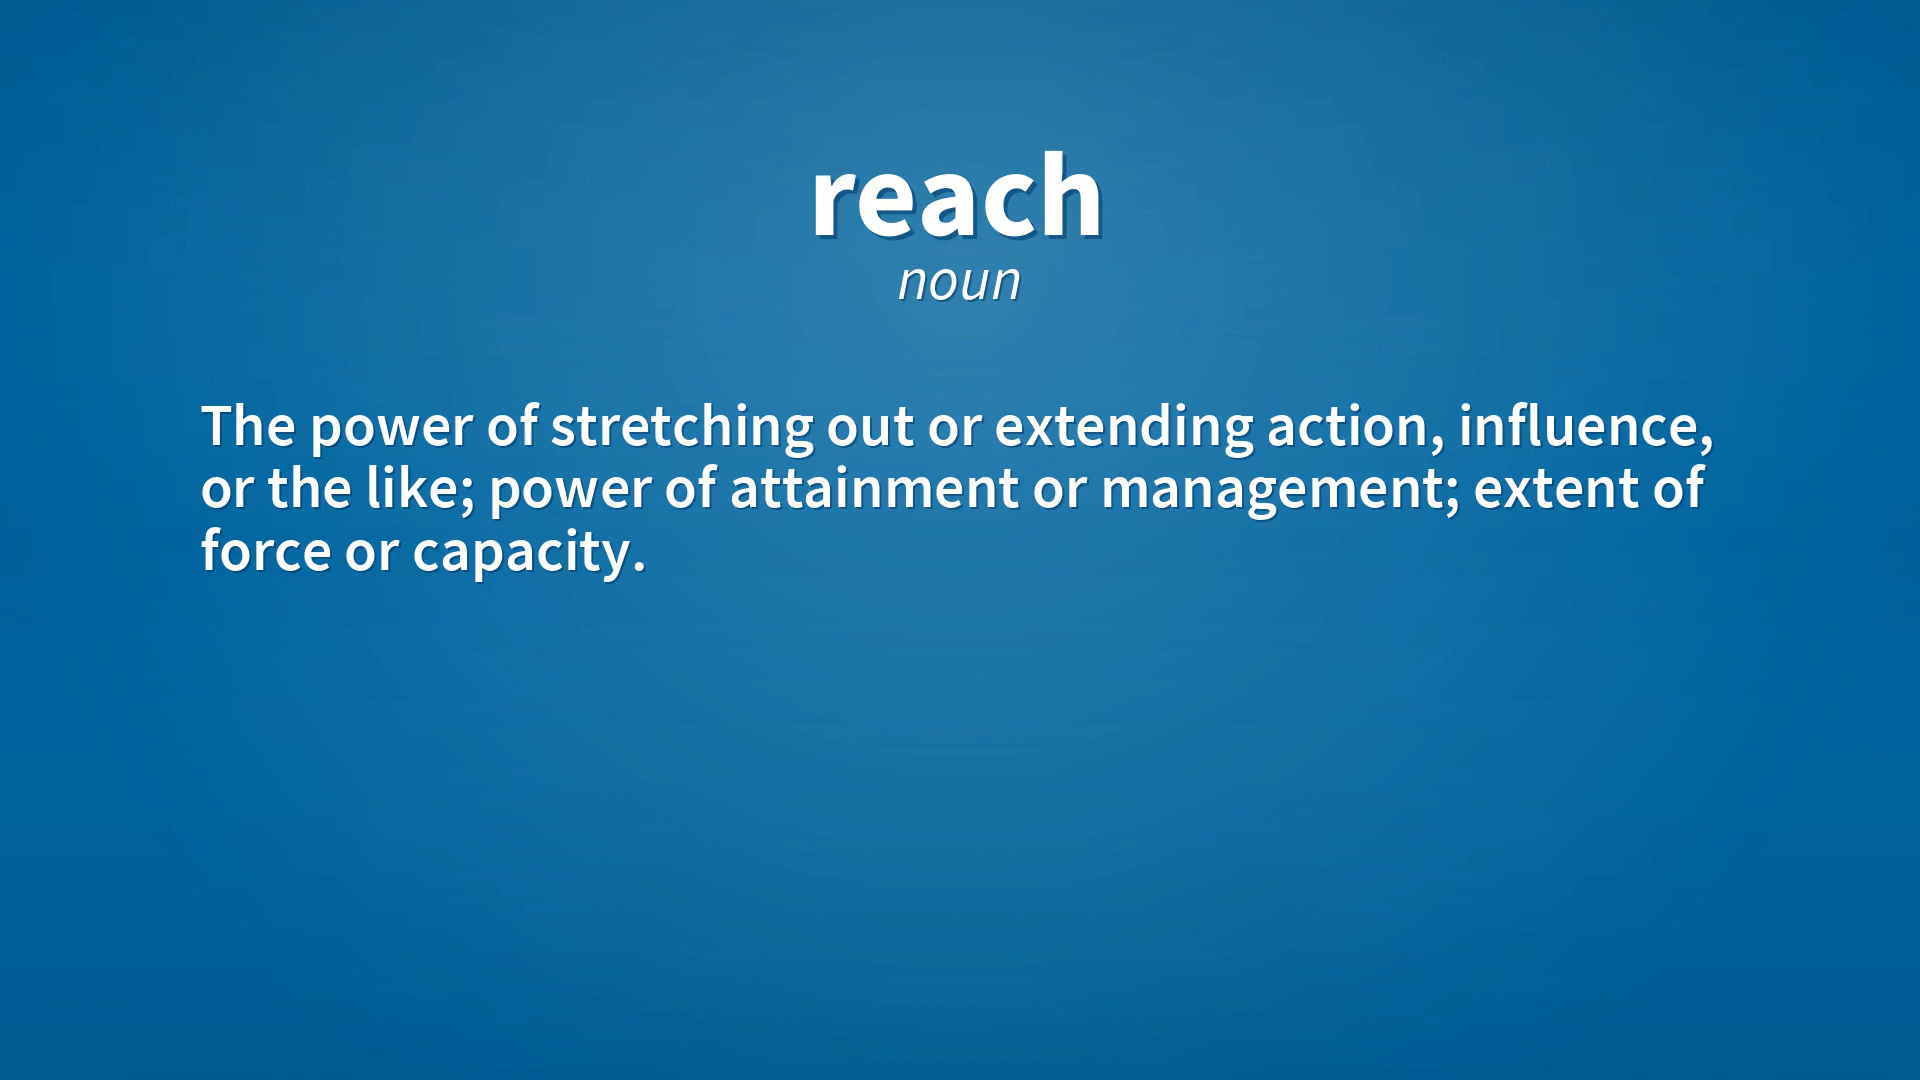 reach
noun
The power of stretching out or extending action, influence,
or the like; power of attainment or management; extent of
force or capacity.